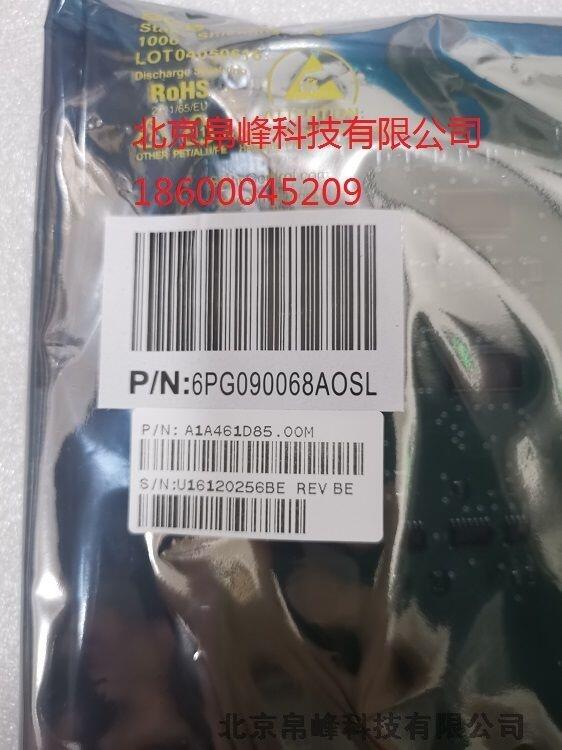 LOT04050616
RoHS
北京帛峰科技有限公司
OTHER
18600045209
P/N:6PG090068AOSL
P/N: A1A461D85.00M
S/N:U16120256BE REV BE
北京帛峰科技有限公司